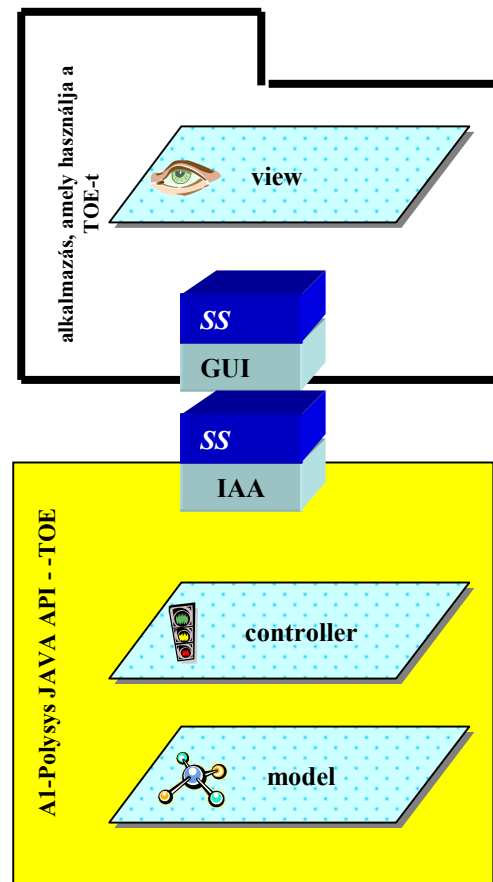 alkalmazás, amely használja a
TOE-t
view
SS
GUI
SS
IAA
A1-Polysys JAVA API - -TOE
controller
model